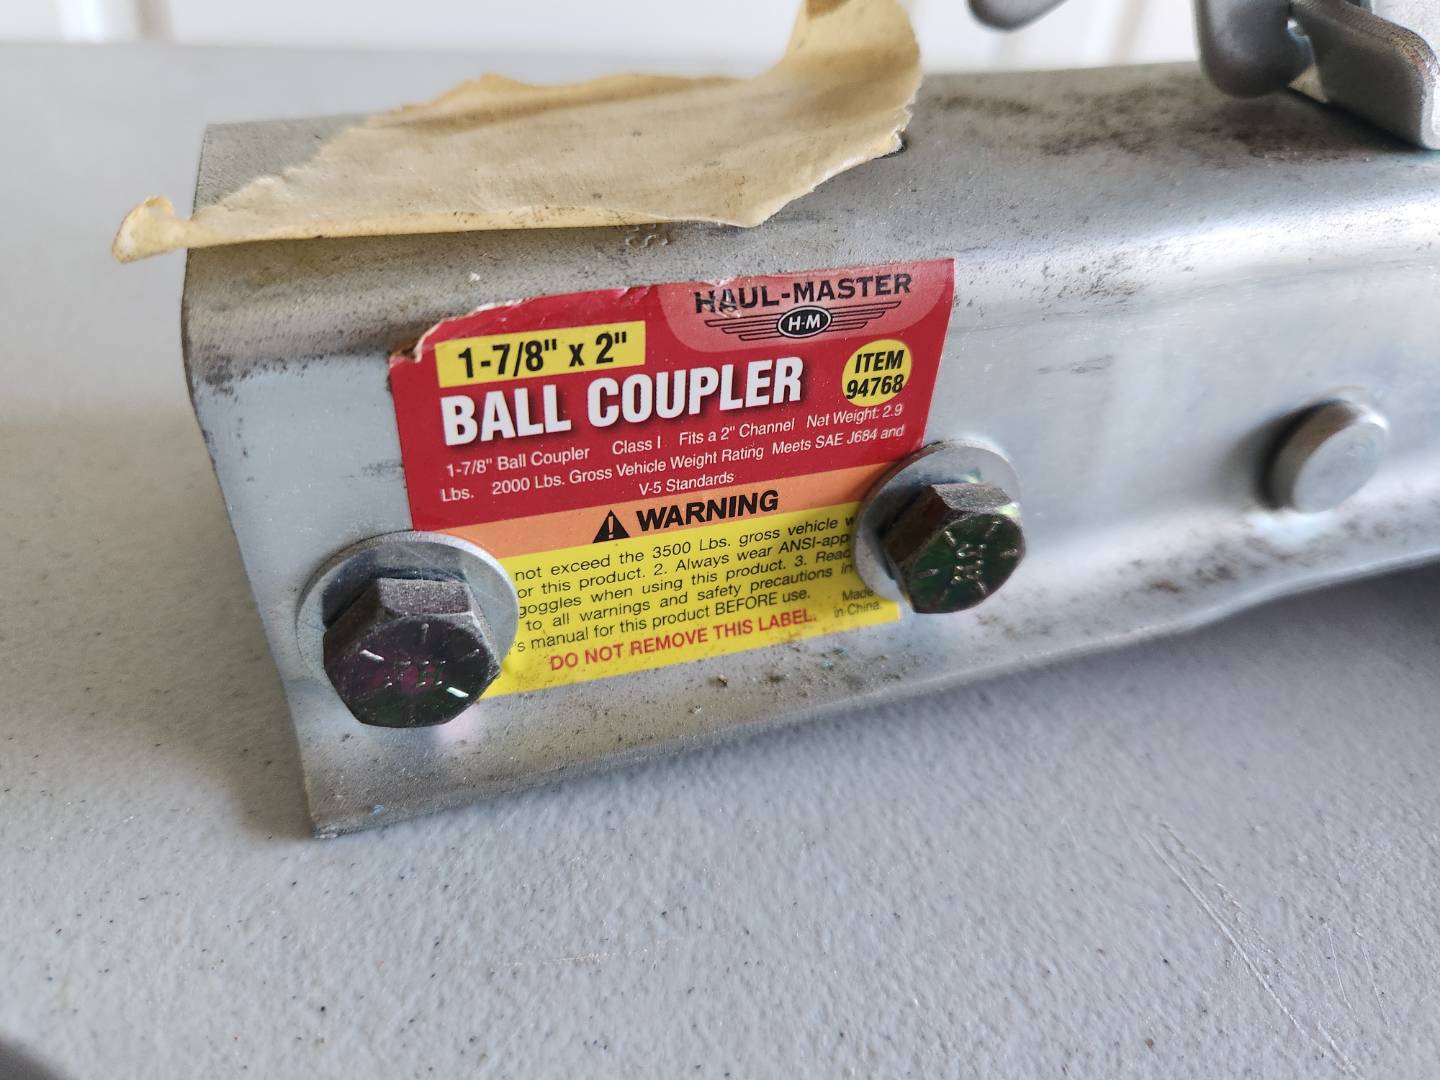 HAUL-MASTER
H-M
1-7/8" x 2"
BALL COUPLER
ITEM
94768
1-7/8" Ball Coupler Class I Fits a 2" Channel Net Weight: 2.9
Lbs. 2000 Lbs. Gross Vehicle Weight Rating Meets SAE J684 and
V-5 Standards
WARNING
not exceed the 3500 Lbs. gross vehicle w
or this product. 2. Always wear ANSI-app
goggles when using this product. 3. Read
to all warnings and safety precautions in
's manual for this product BEFORE use.
Made
in China.
DO NOT REMOVE THIS LABEL.